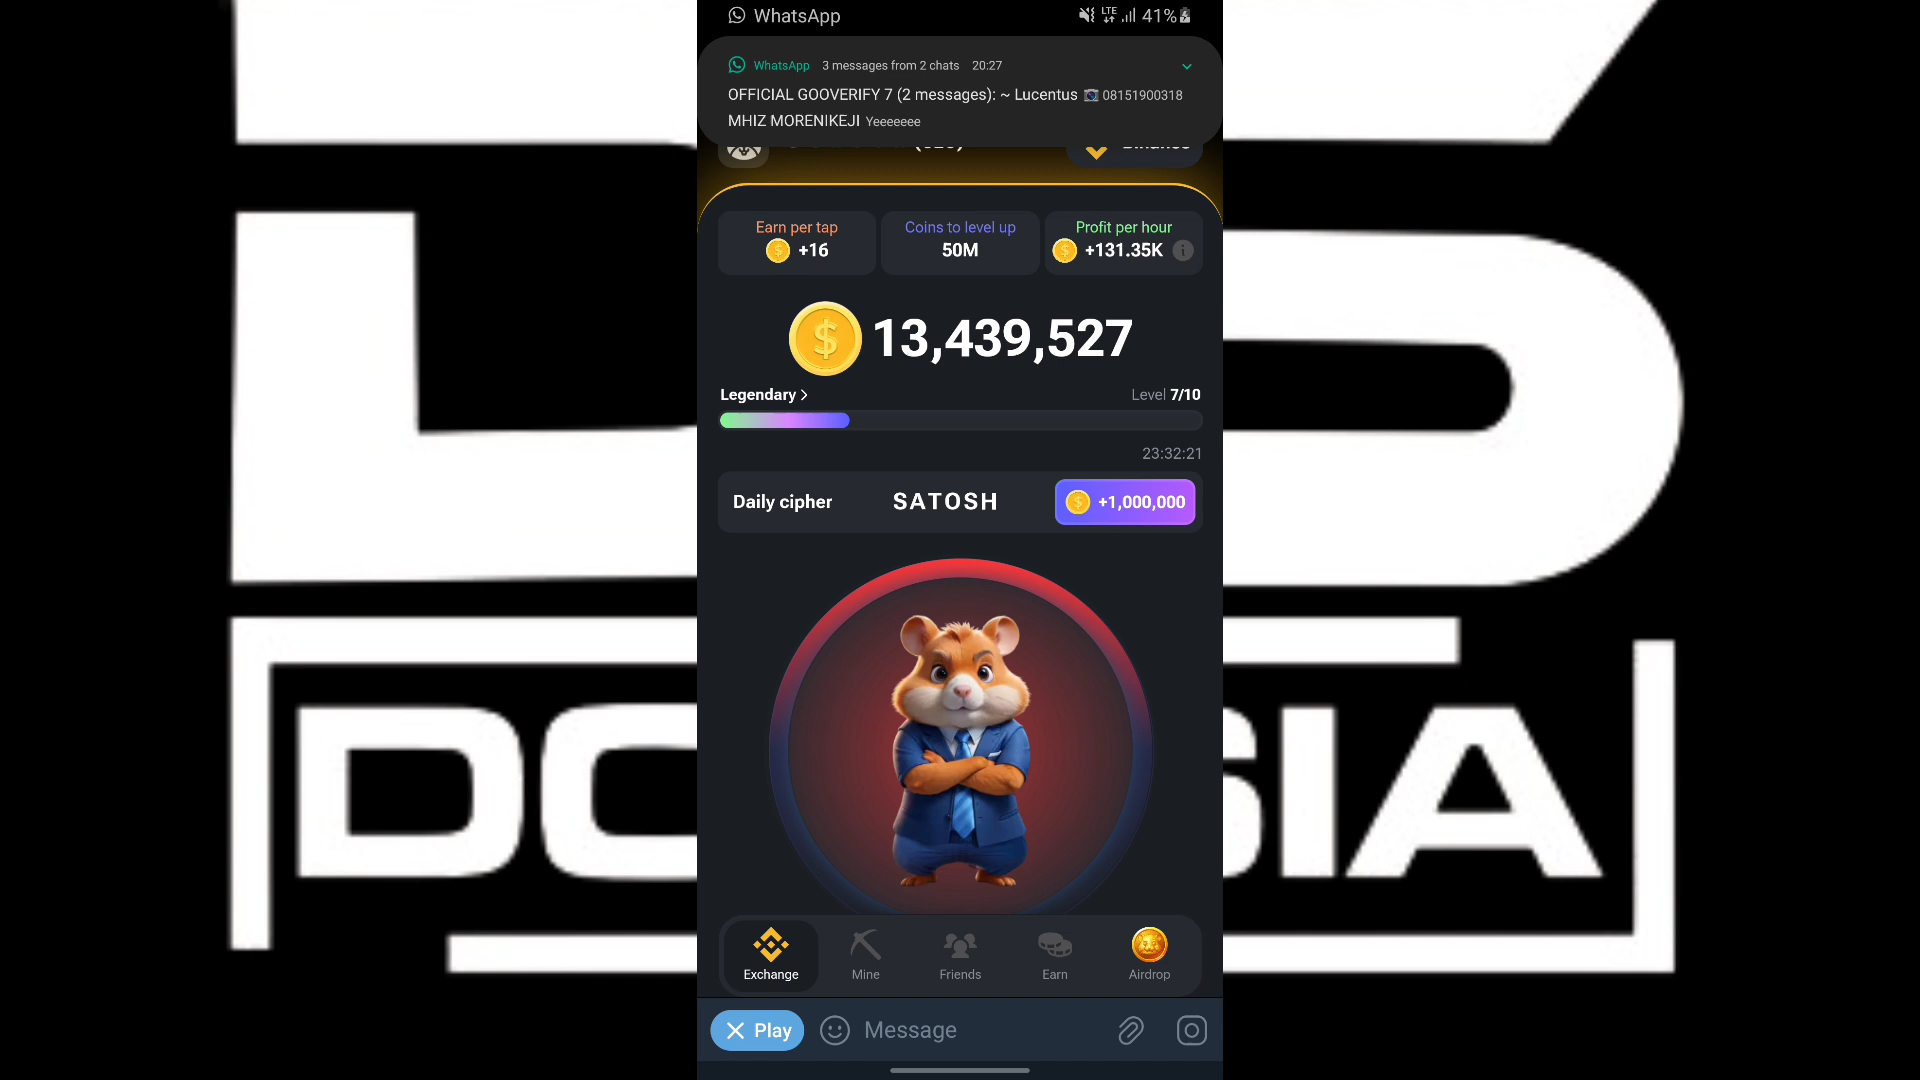 WhatsApp
LTE 41%
WhatsApp 3 messages from 2 chats 20:27
OFFICIAL GOOVERIFY 7 (2 messages): ~ Lucentus 📷 08151900318
MHIZ MORENIKEJI Yeeeeeee
Binance
Earn per tap
+16
Coins to level up
50M
Profit per hour
+131.35K
13,439,527
Legendary >
Level 7/10
23:32:21
Daily cipher
SATOSH
+1,000,000
Exchange
Mine
Friends
Earn
Airdrop
Play
Message